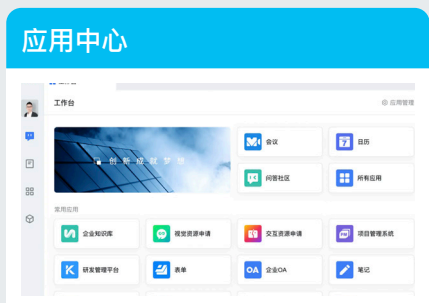 应用中心
工作台
应用管理
创新成就梦想
会议
7
日历
问答社区
所有应用
常用应用
企业知识库
视觉资源申请
交互资源申请
项目管理系统
研发管理平台
表单
OA
企业OA
笔记